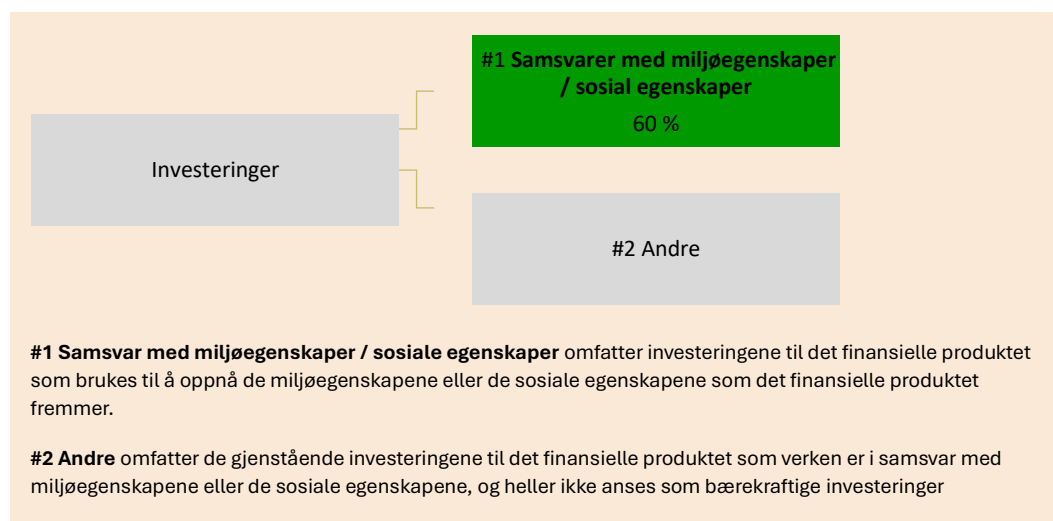 #1 Samsvarer med miljøegenskaper
/ sosial egenskaper
60 %
Investeringer
#2 Andre
#1 Samsvar med miljøegenskaper / sosiale egenskaper omfatter investeringene til det finansielle produktet
som brukes til å oppnå de miljøegenskapene eller de sosiale egenskapene som det finansielle produktet
fremmer.
#2 Andre omfatter de gjenstående investeringene til det finansielle produktet som verken er i samsvar med
miljøegenskapene eller de sosiale egenskapene, og heller ikke anses som bærekraftige investeringer